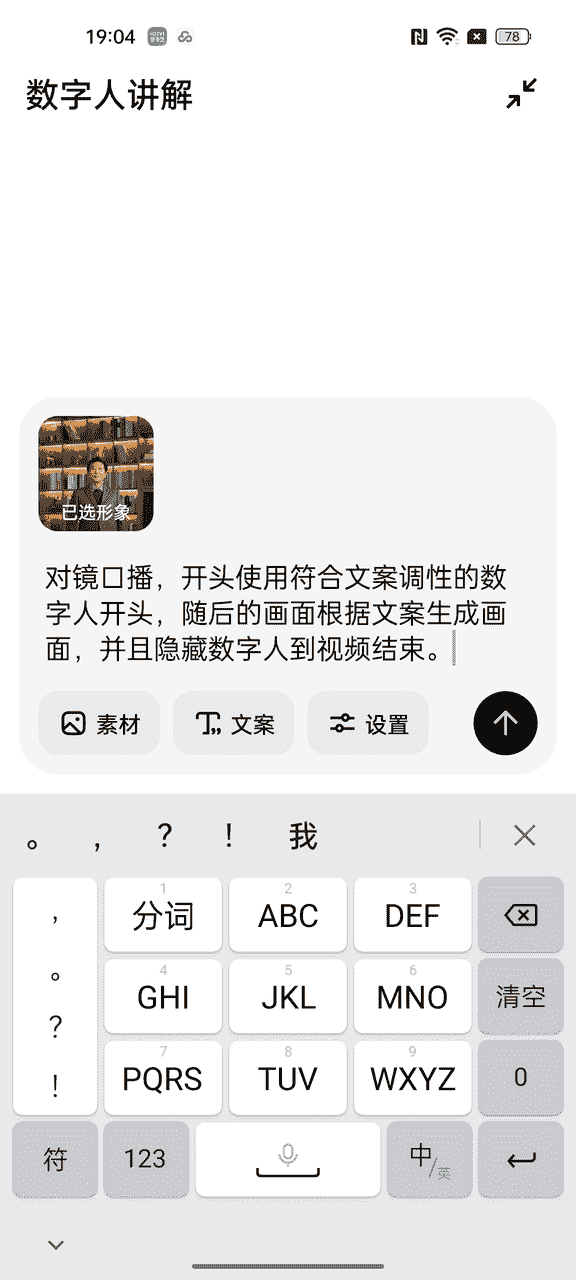 19:04
78
数字人讲解
已选形象
对镜口播，开头使用符合文案调性的数
字人开头，随后的画面根据文案生成画
面，并且隐藏数字人到视频结束。
素材 文案 设置
。 ， ？ ！ 我
， 1 分词 2 ABC 3 DEF
。 4 GHI 5 JKL 6 MNO 清空
？
！ 7 PQRS 8 TUV 9 WXYZ 0
符 123 中/英